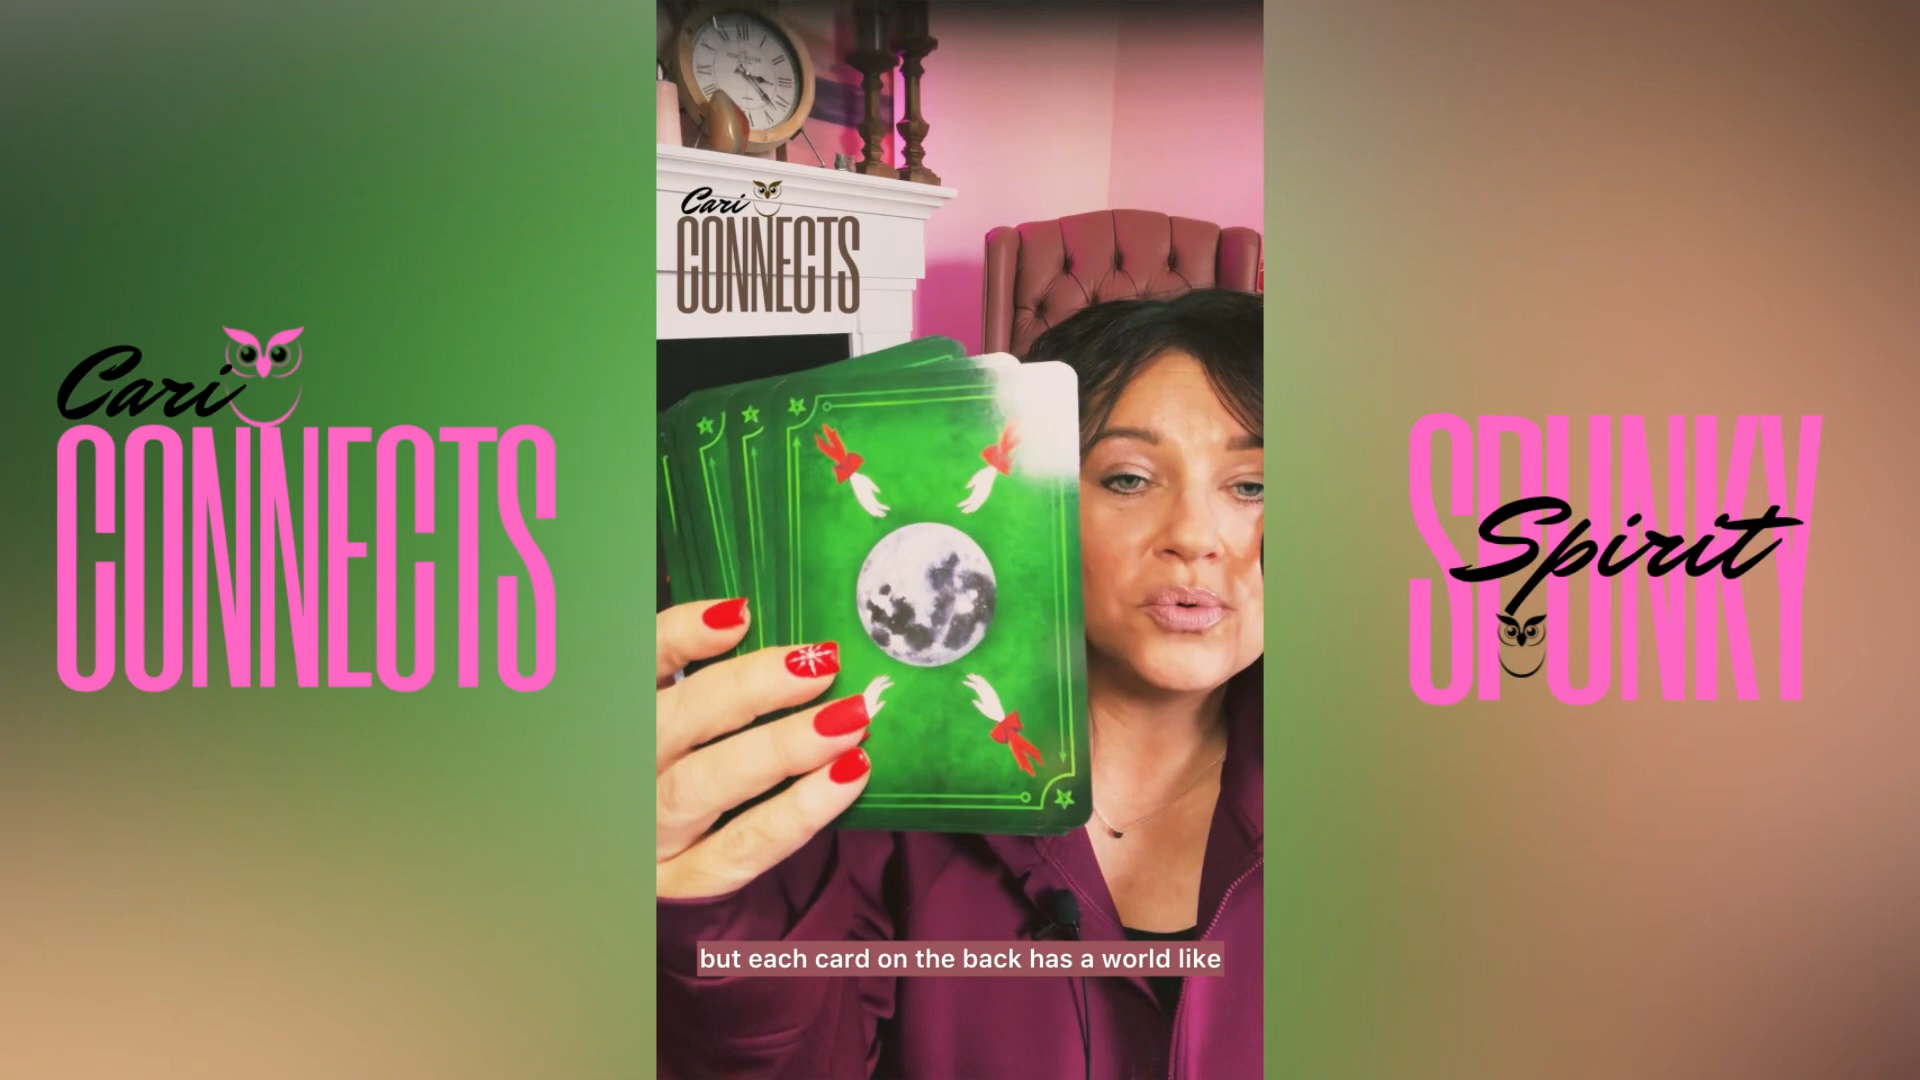 Cari
CONNECTS
Cari
CONNECTS
SPUNKY
Spirit
but each card on the back has a world like